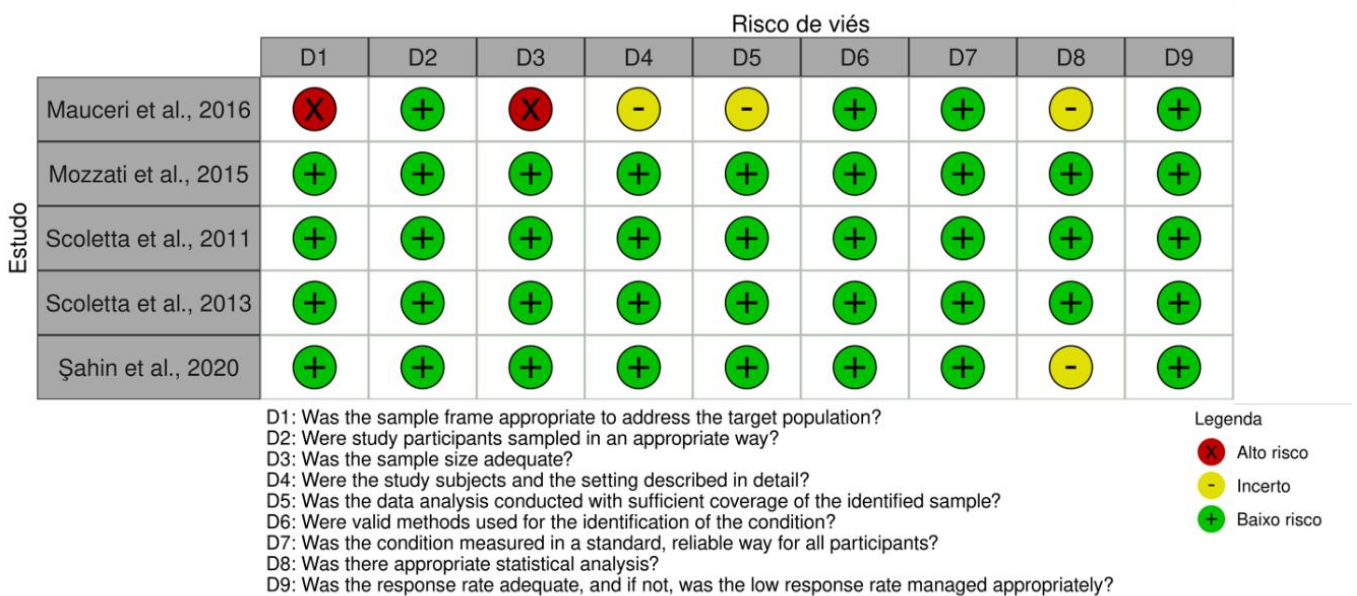 Risco de viés
D1 D2 D3 D4 D5 D6 D7 D8 D9
Estudo
Mauceri et al., 2016 X + X - - + + - +
Mozzati et al., 2015 + + + + + + + + +
Scoletta et al., 2011 + + + + + + + + +
Scoletta et al., 2013 + + + + + + + + +
Şahin et al., 2020 + + + + + + + - +
D1: Was the sample frame appropriate to address the target population?
D2: Were study participants sampled in an appropriate way?
D3: Was the sample size adequate?
D4: Were the study subjects and the setting described in detail?
D5: Was the data analysis conducted with sufficient coverage of the identified sample?
D6: Were valid methods used for the identification of the condition?
D7: Was the condition measured in a standard, reliable way for all participants?
D8: Was there appropriate statistical analysis?
D9: Was the response rate adequate, and if not, was the low response rate managed appropriately?
Legenda
X Alto risco
- Incerto
+ Baixo risco